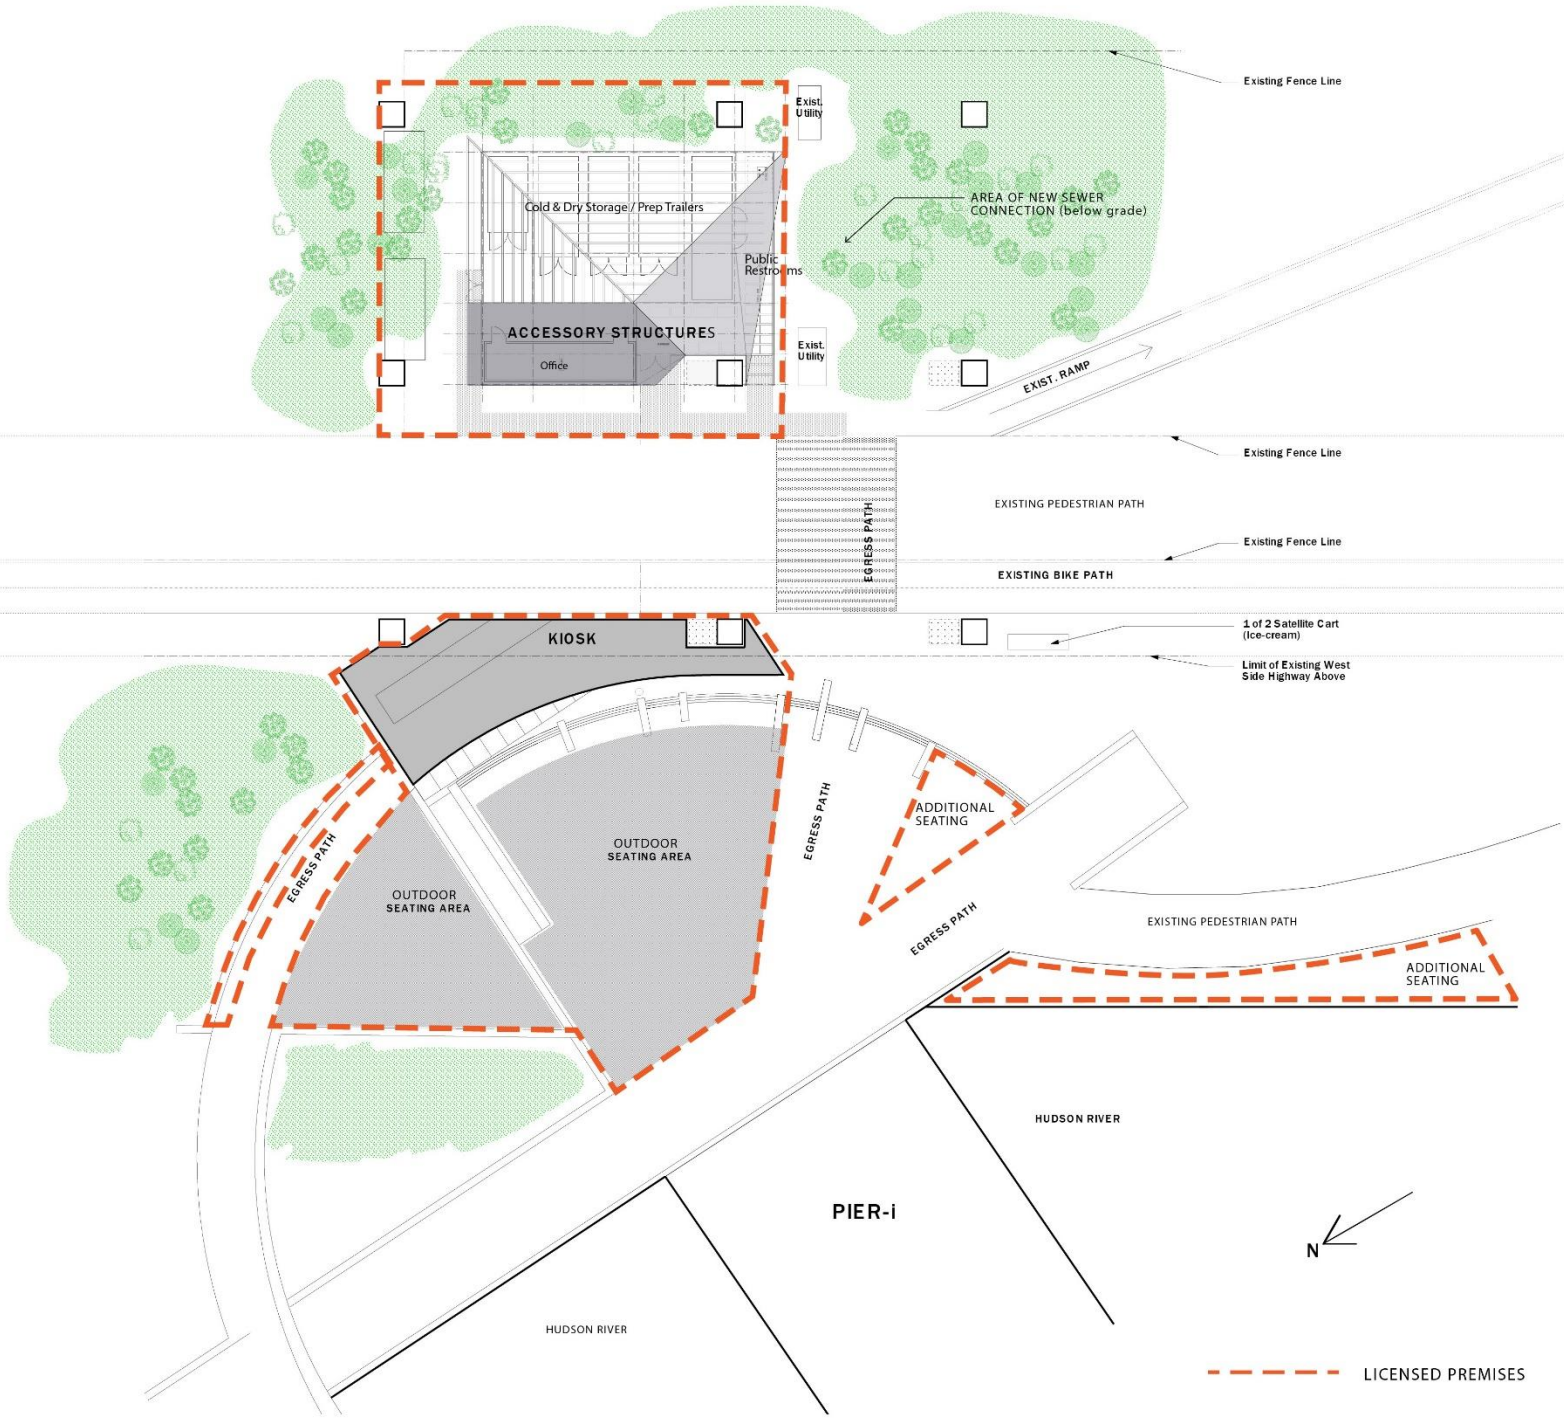 Existing Fence Line
Exist.
Utility
AREA OF NEW SEWER
CONNECTION (below grade)
Cold & Dry Storage / Prep Trailers
Public
Restrooms
ACCESSORY STRUCTURES
Exist.
Utility
Office
EXIST. RAMP
Existing Fence Line
EXISTING PEDESTRIAN PATH
EGRESS PATH
Existing Fence Line
EXISTING BIKE PATH
1 of 2 Satellite Cart
(Ice-cream)
KIOSK
Limit of Existing West
Side Highway Above
EGRESS PATH
ADDITIONAL
SEATING
OUTDOOR
SEATING AREA
EGRESS PATH
OUTDOOR
SEATING AREA
EGRESS PATH
EXISTING PEDESTRIAN PATH
ADDITIONAL
SEATING
HUDSON RIVER
PIER-i
N
HUDSON RIVER
LICENSED PREMISES